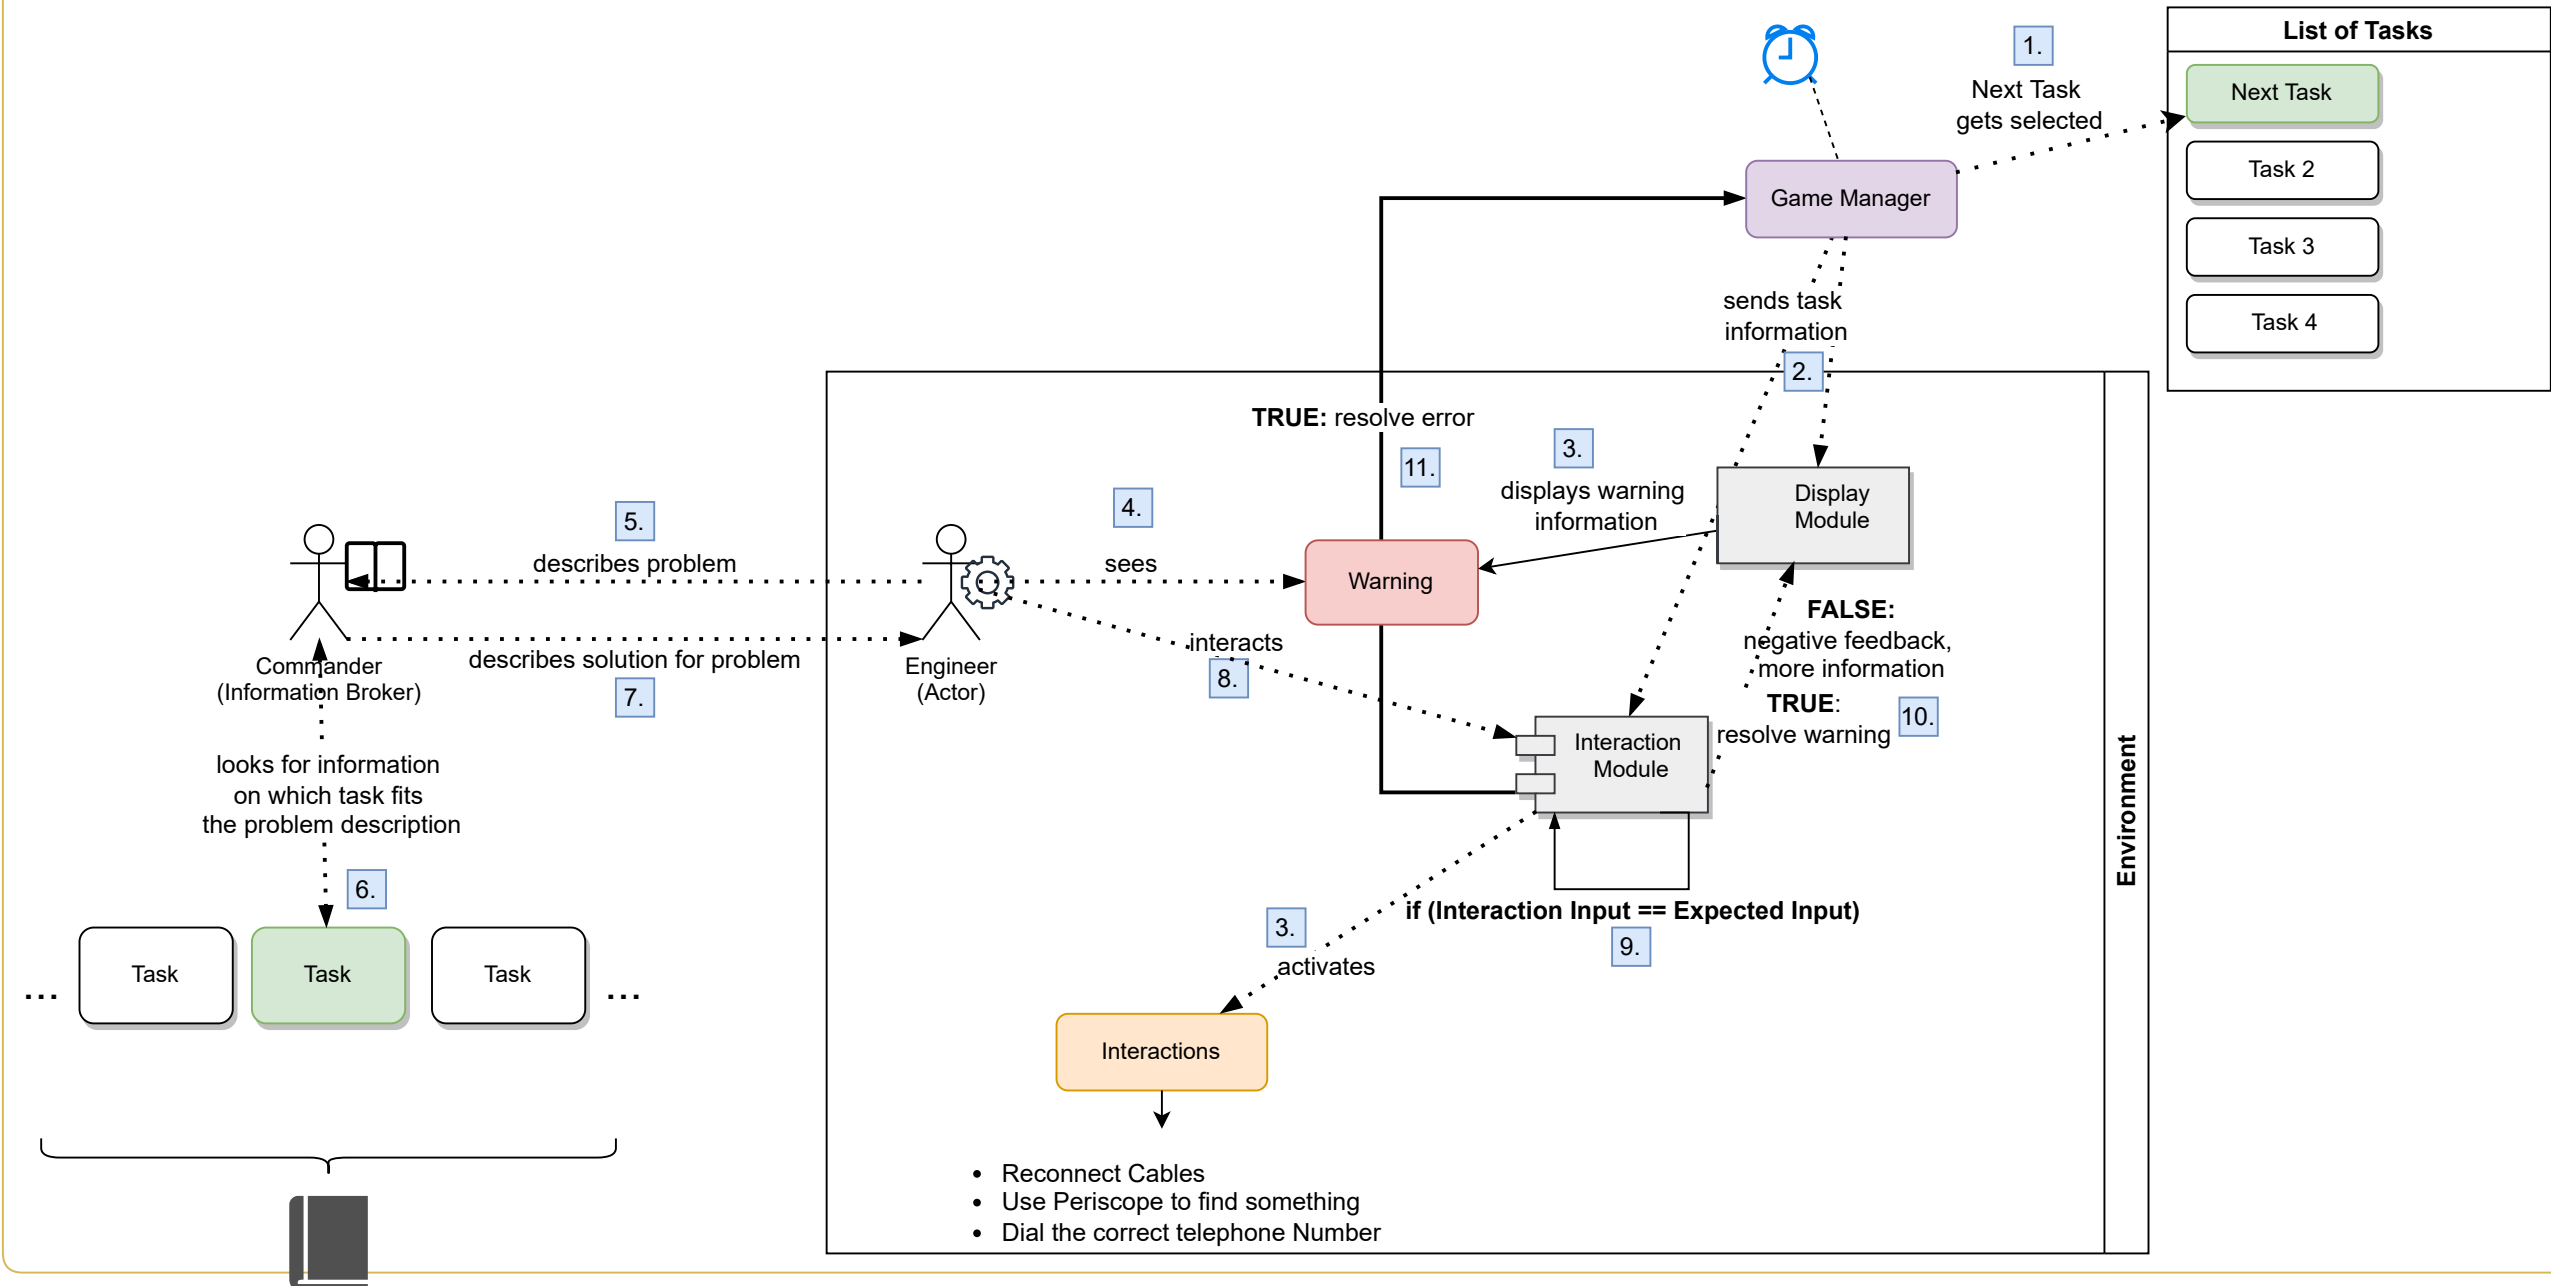 List of Tasks
1.
Next Task
gets selected
Next Task
Task 2
Task 3
Task 4
Game Manager
sends task
information
2.
TRUE: resolve error
11.
3.
displays warning
information
Display
Module
4.
sees
Warning
5.
describes problem
Commander
(Information Broker)
describes solution for problem
7.
Engineer
(Actor)
interacts
8.
FALSE:
negative feedback,
more information
TRUE:
resolve warning
10.
Interaction
Module
Environment
looks for information
on which task fits
the problem description
6.
...
Task
Task
Task
...
if (Interaction Input == Expected Input)
9.
3.
activates
Interactions
• Reconnect Cables
• Use Periscope to find something
• Dial the correct telephone Number